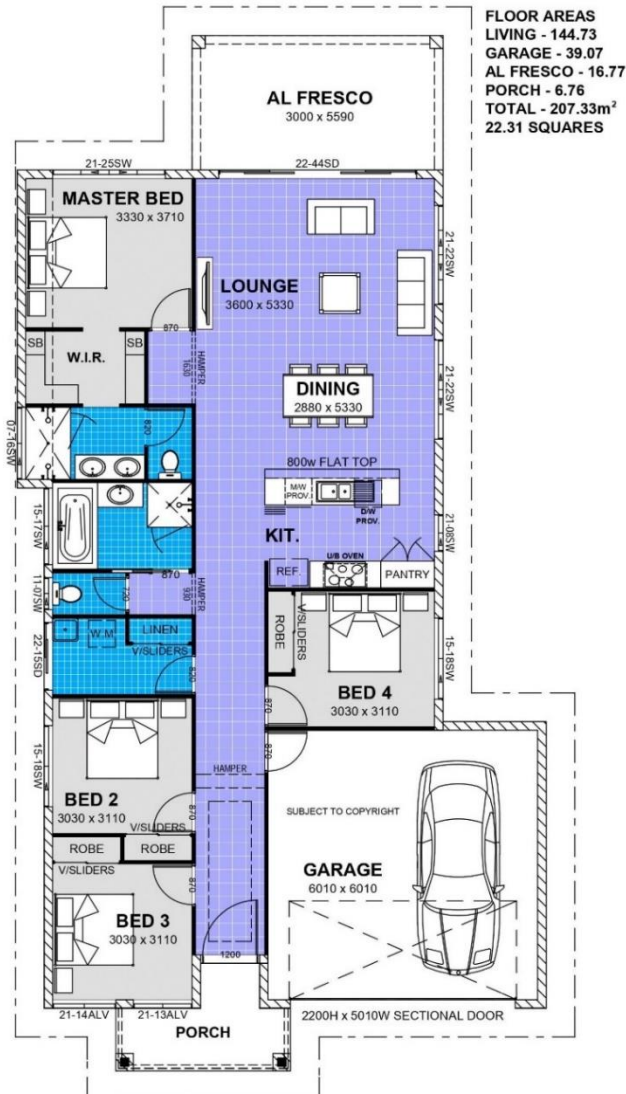 FLOOR AREAS
LIVING - 144.73
GARAGE - 39.07
AL FRESCO - 16.77
PORCH - 6.76
TOTAL - 207.33m²
22.31 SQUARES
AL FRESCO
3000 x 5590
21-25SW
22-44SD
MASTER BED
3330 x 3710
21-22SW
LOUNGE
3600 x 5330
870
SB
W.I.R.
SB
1630
HAMPER
DINING
2880 x 5330
21-22SW
07-16SW
820
800w FLAT TOP
M/W
PROV.
D/W
PROV.
15-17SW
KIT.
21-08SW
U/B OVEN
REF.
PANTRY
870
11-07SW
720
930
HAMPER
22-15SD
W.M
LINEN
V/SLIDERS
820
ROBE
V/SLIDERS
BED 4
3030 x 3110
15-18SW
870
870
15-18SW
BED 2
3030 x 3110
870
V/SLIDERS
HAMPER
SUBJECT TO COPYRIGHT
ROBE
ROBE
V/SLIDERS
870
GARAGE
6010 x 6010
BED 3
3030 x 3110
1200
21-14ALV
21-13ALV
PORCH
2200H x 5010W SECTIONAL DOOR